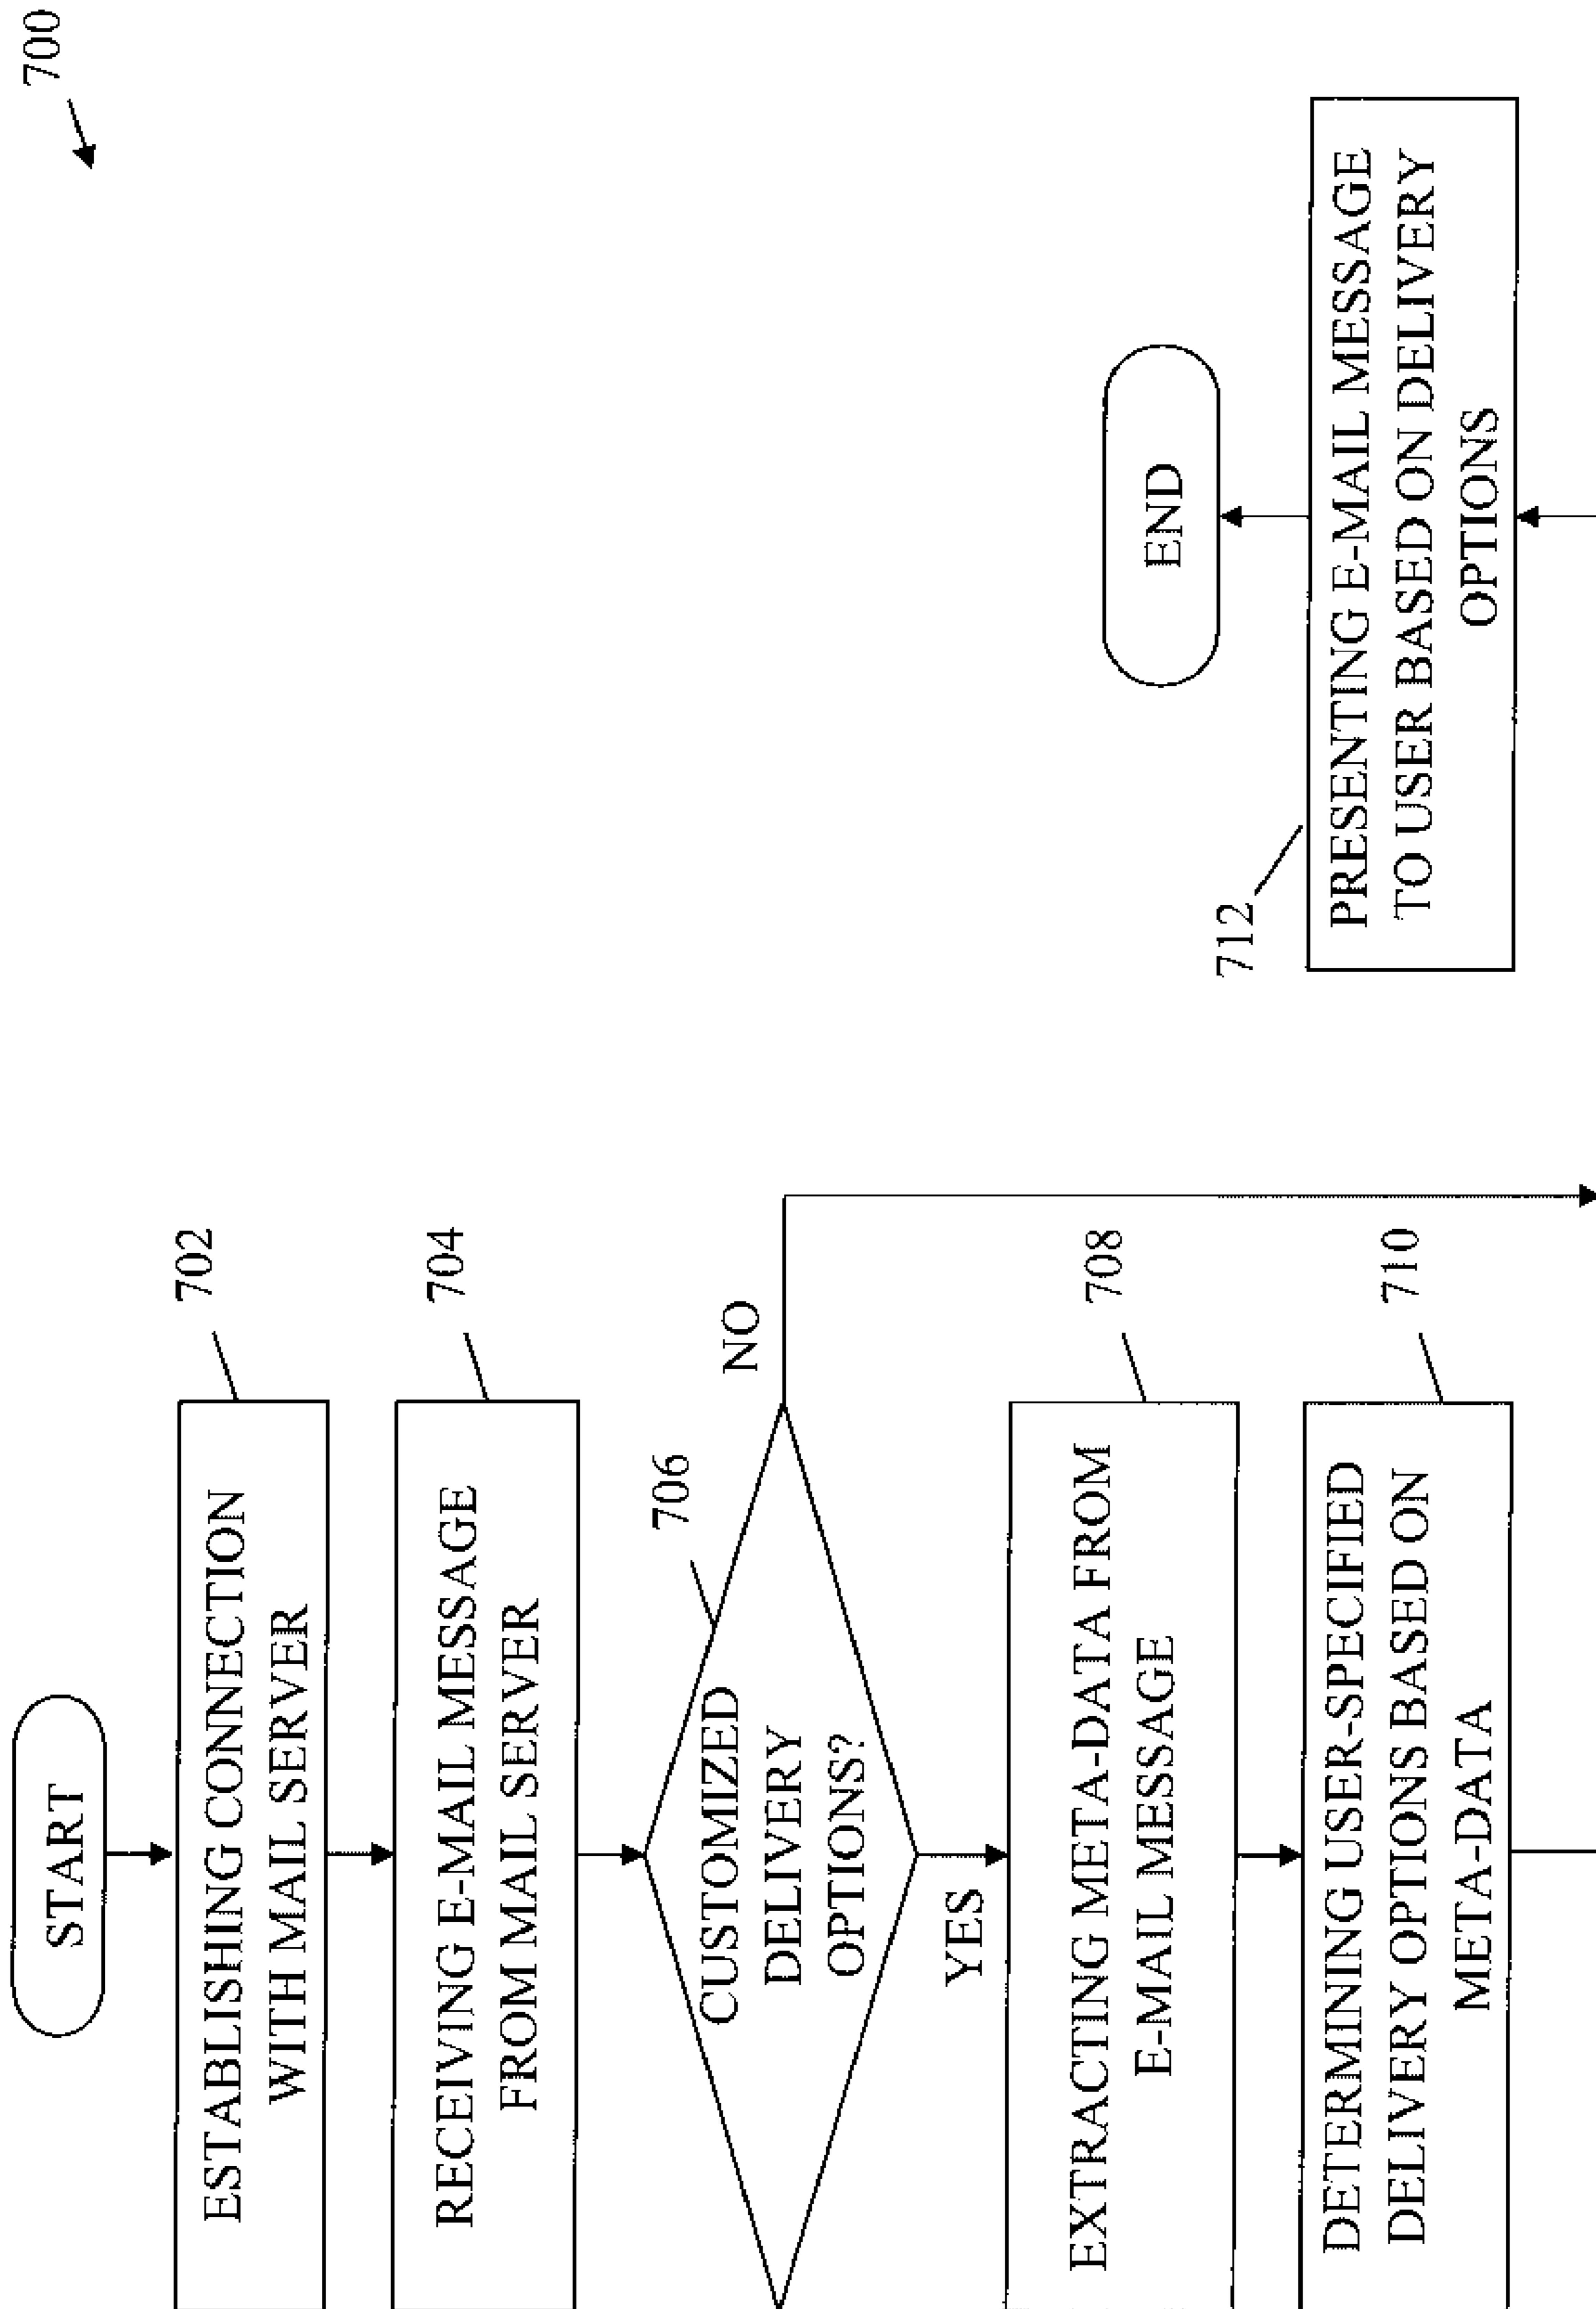 700
START
702
ESTABLISHING CONNECTION
WITH MAIL SERVER
704
RECEIVING E-MAIL MESSAGE
FROM MAIL SERVER
706
CUSTOMIZED
DELIVERY
OPTIONS?
NO
YES
708
EXTRACTING META-DATA FROM
E-MAIL MESSAGE
710
DETERMINING USER-SPECIFIED
DELIVERY OPTIONS BASED ON
META-DATA
END
712
PRESENTING E-MAIL MESSAGE
TO USER BASED ON DELIVERY
OPTIONS